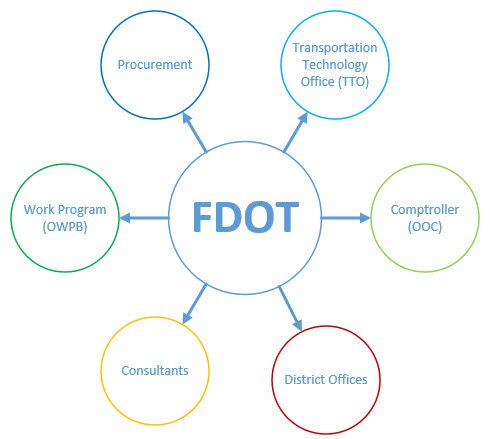 Procurement
Transportation
Technology
Office (TTO)
Work Program
(OWPB)
FDOT
Comptroller
(OOC)
Consultants
District Offices